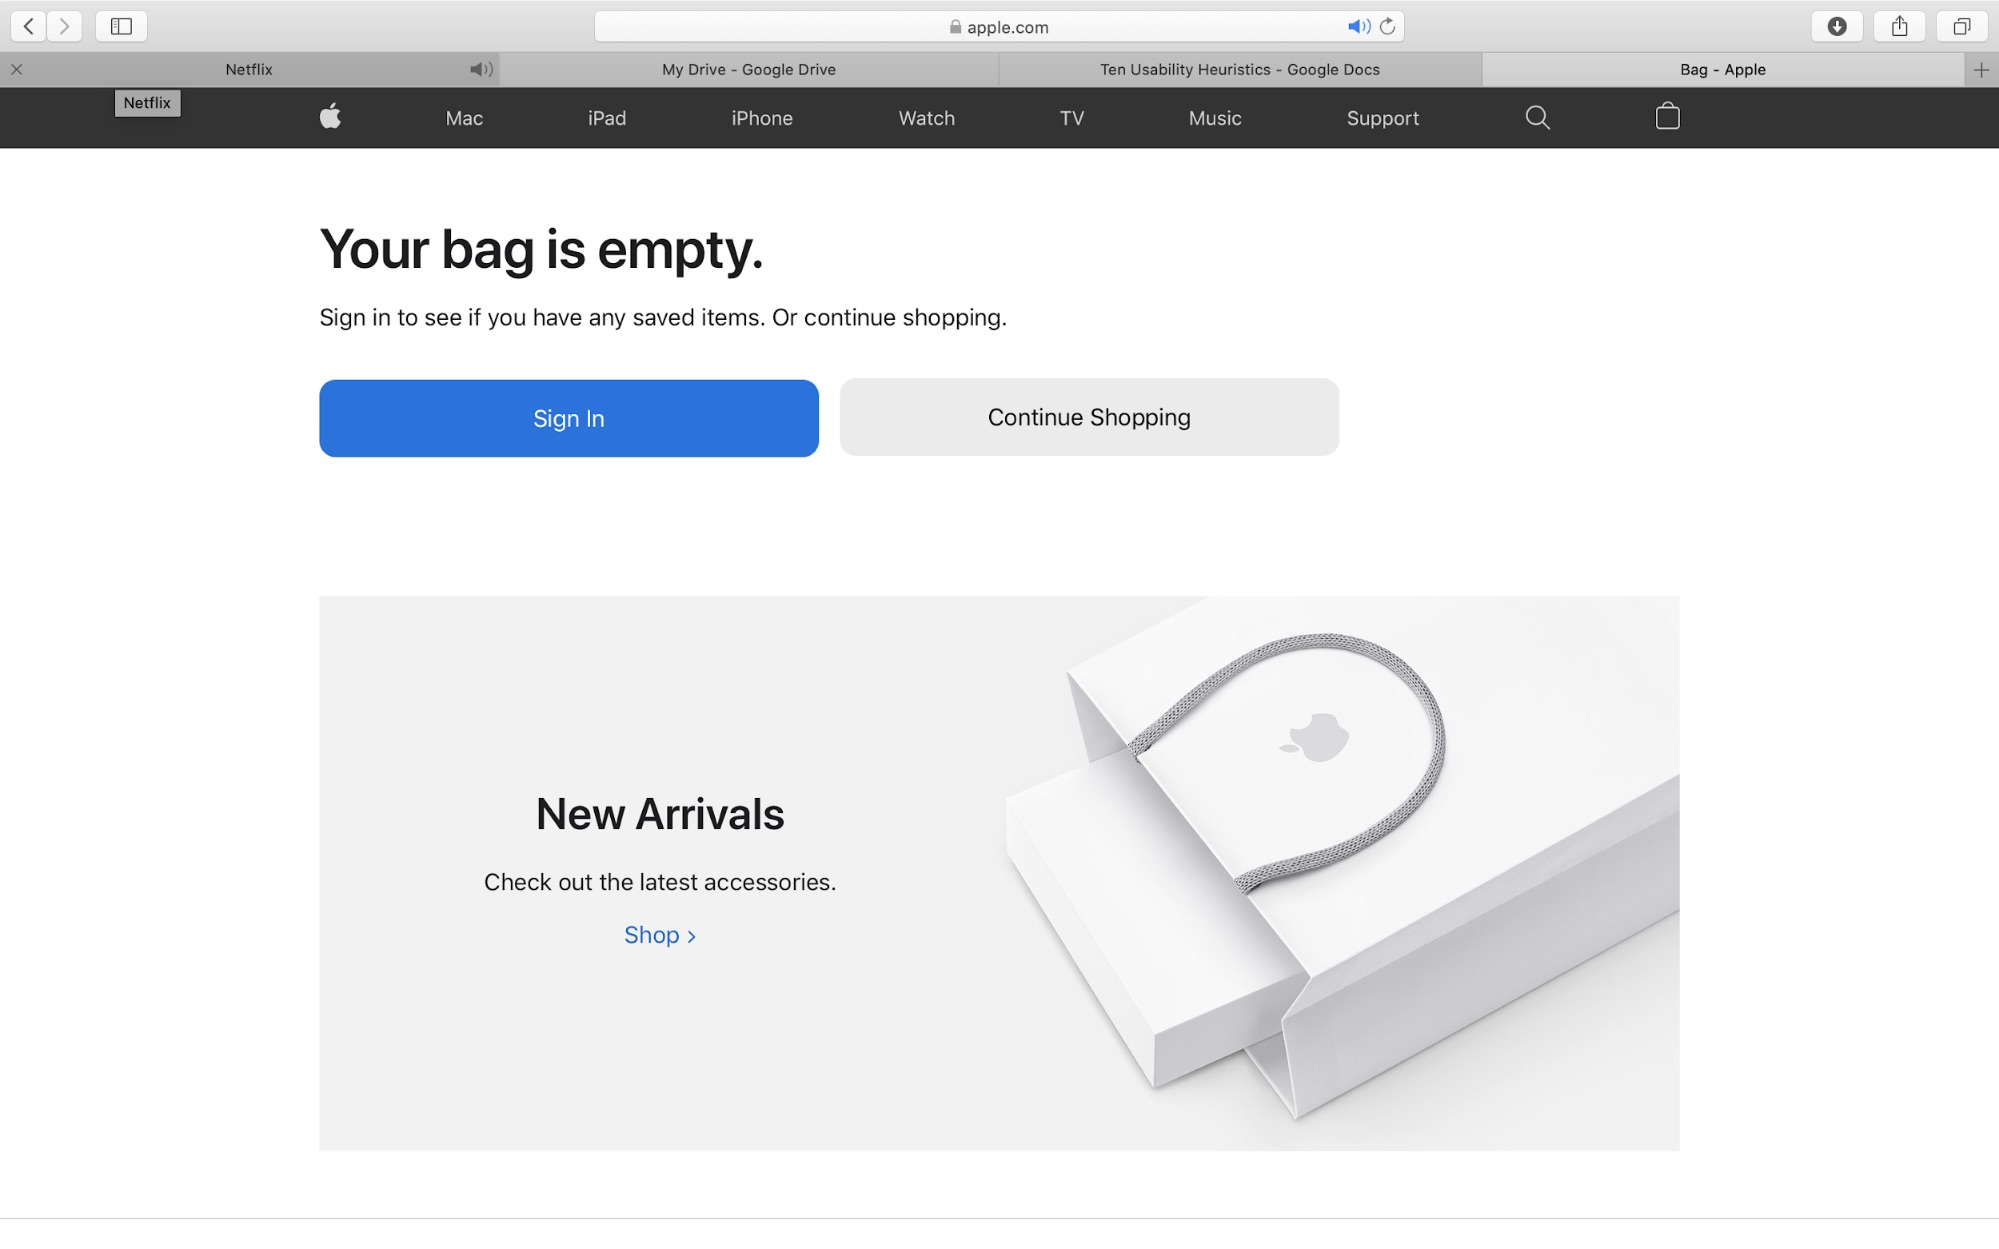 apple.com
Netflix
My Drive - Google Drive
Ten Usability Heuristics - Google Docs
Bag - Apple
Netflix
Mac
iPad
iPhone
Watch
TV
Music
Support
Your bag is empty.
Sign in to see if you have any saved items. Or continue shopping.
Sign In
Continue Shopping
New Arrivals
Check out the latest accessories.
Shop >